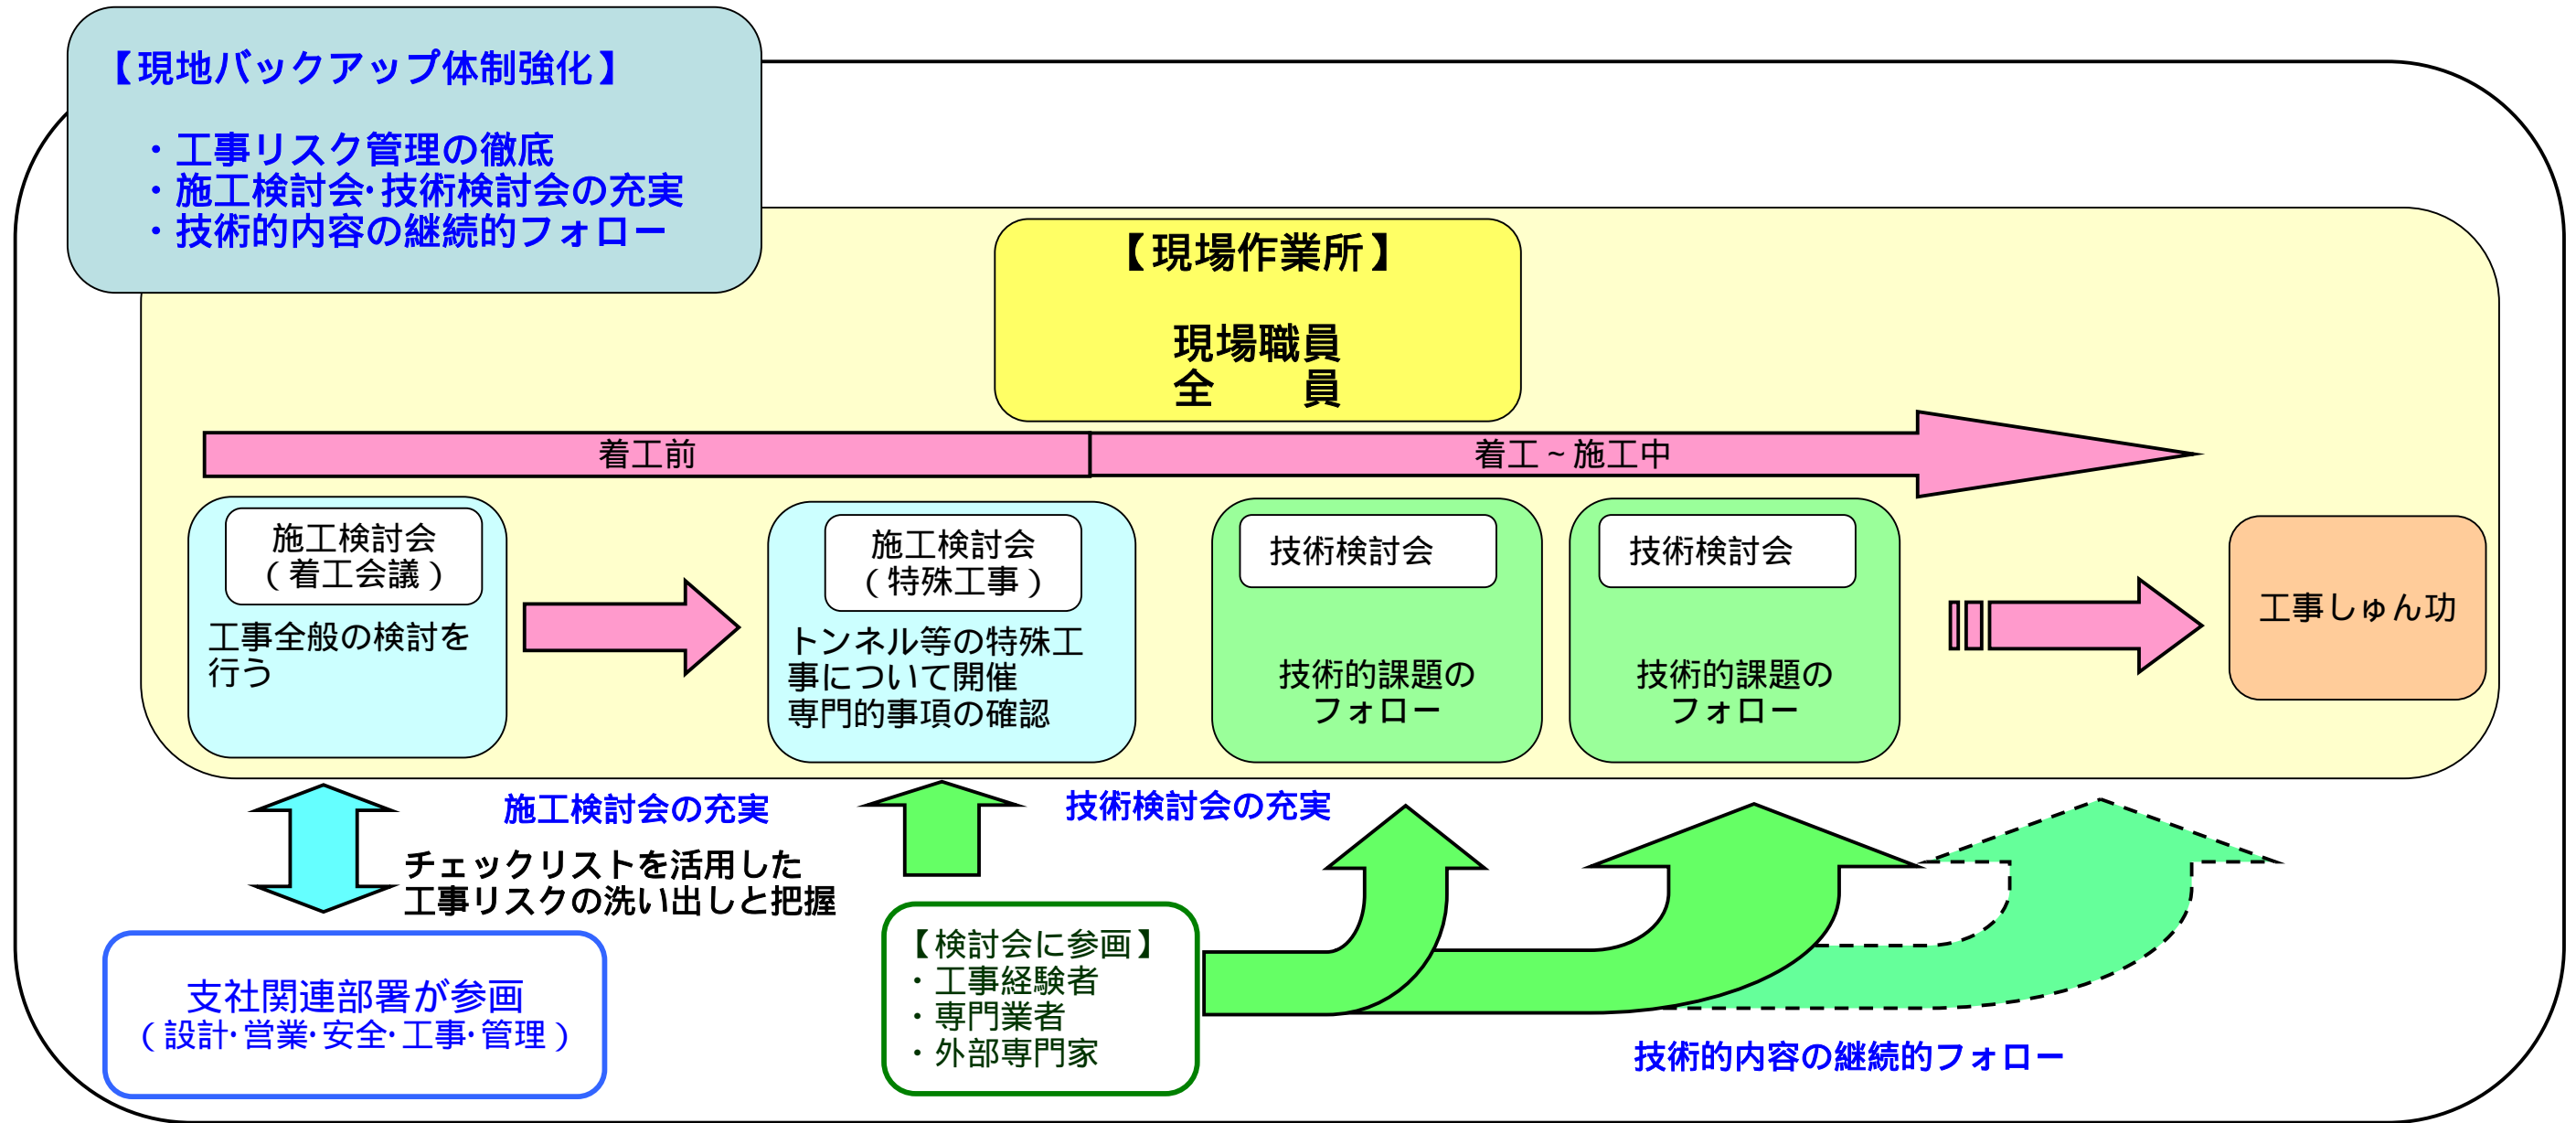 【現地バックアップ体制強化】
・工事リスク管理の徹底
・施工検討会・技術検討会の充実
・技術的内容の継続的フォロー
【現場作業所】
現場職員
全　　員
着工前
着工~施工中
施工検討会
（着工会議）
工事全般の検討を
行う
施工検討会
（特殊工事）
トンネル等の特殊工
事について開催
専門的事項の確認
技術検討会
技術的課題の
フォロー
技術検討会
技術的課題の
フォロー
工事しゅん功
施工検討会の充実
技術検討会の充実
チェックリストを活用した
工事リスクの洗い出しと把握
支社関連部署が参画
（設計・営業・安全・工事・管理）
【検討会に参画】
・工事経験者
・専門業者
・外部専門家
技術的内容の継続的フォロー